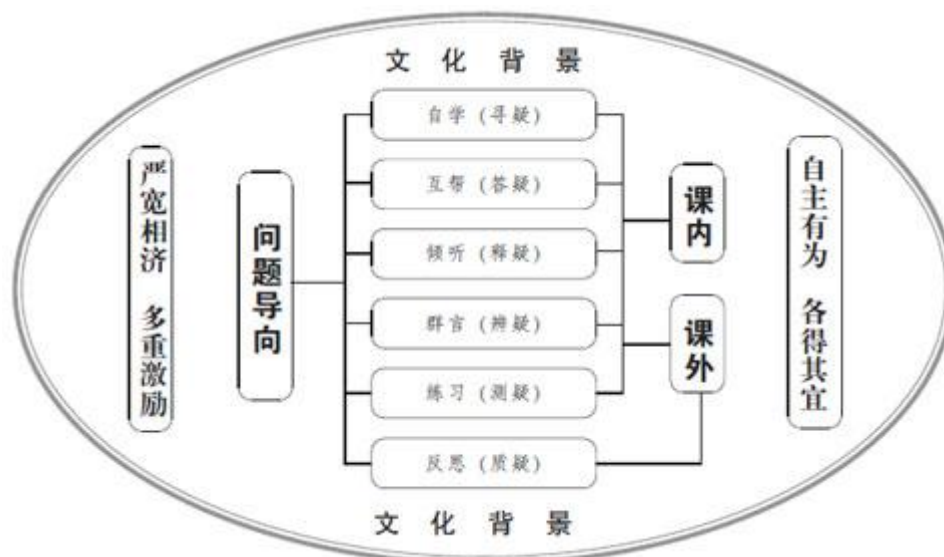 文化背景
严宽相济 多重激励
问题导向
自学（寻疑）
互帮（答疑）
倾听（释疑）
群言（辨疑）
练习（测疑）
反思（质疑）
课内
课外
自主有为 各得其宜
文化背景